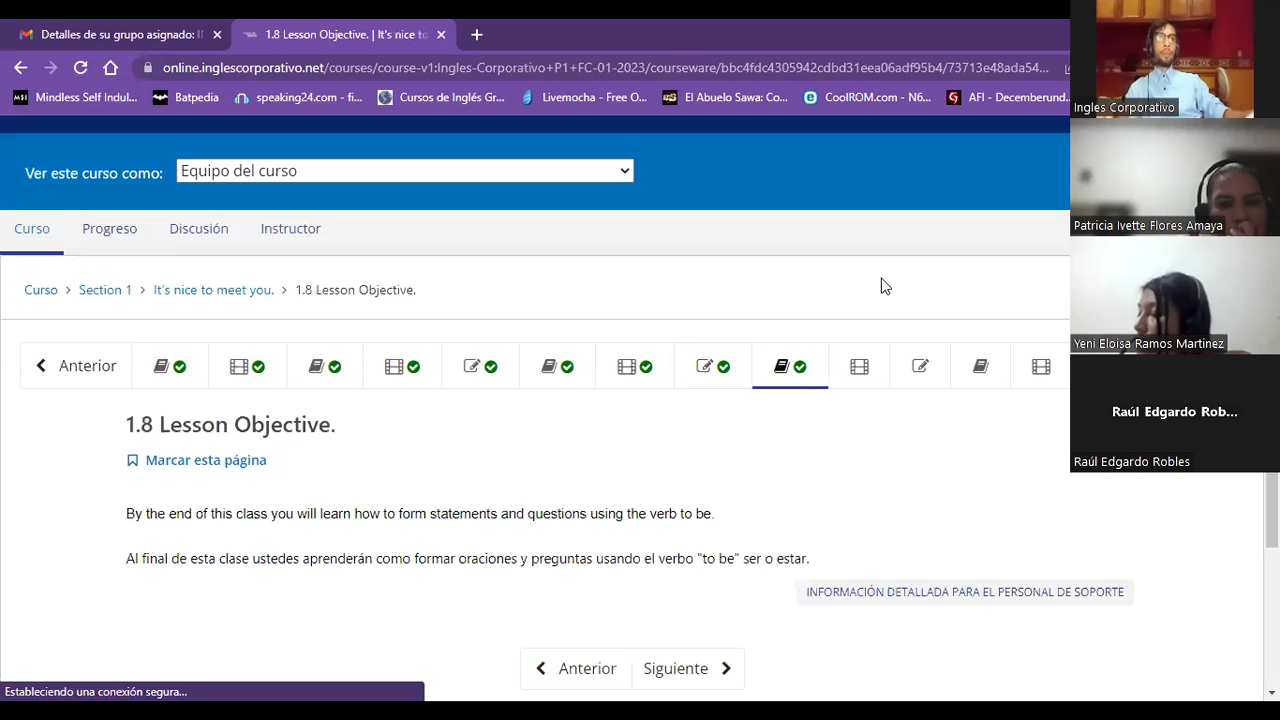 Detalles de su grupo asignado: I
1.8 Lesson Objective. | It's nice to
online.inglescorporativo.net/courses/course-v1:Ingles-Corporativo+P1+FC-01-2023/courseware/bbc4fdc4305942cdbd31eea06adf95b4/73713e48ada54...
Mindless Self Indul...
Batpedia
speaking24.com - fi...
Cursos de Inglés Gr...
Livemocha - Free O...
El Abuelo Sawa: Co...
CoolROM.com - N6...
AFI - Decemberund...
Ver este curso como:
Equipo del curso
Curso
Progreso
Discusión
Instructor
Curso > Section 1 > It's nice to meet you. > 1.8 Lesson Objective.
Anterior
1.8 Lesson Objective.
Marcar esta página
By the end of this class you will learn how to form statements and questions using the verb to be.
Al final de esta clase ustedes aprenderán como formar oraciones y preguntas usando el verbo "to be" ser o estar.
INFORMACIÓN DETALLADA PARA EL PERSONAL DE SOPORTE
Anterior
Siguiente
Estableciendo una conexión segura...
Ingles Corporativo
Patricia Ivette Flores Amaya
Yeni Eloisa Ramos Martinez
Raúl Edgardo Rob...
Raúl Edgardo Robles